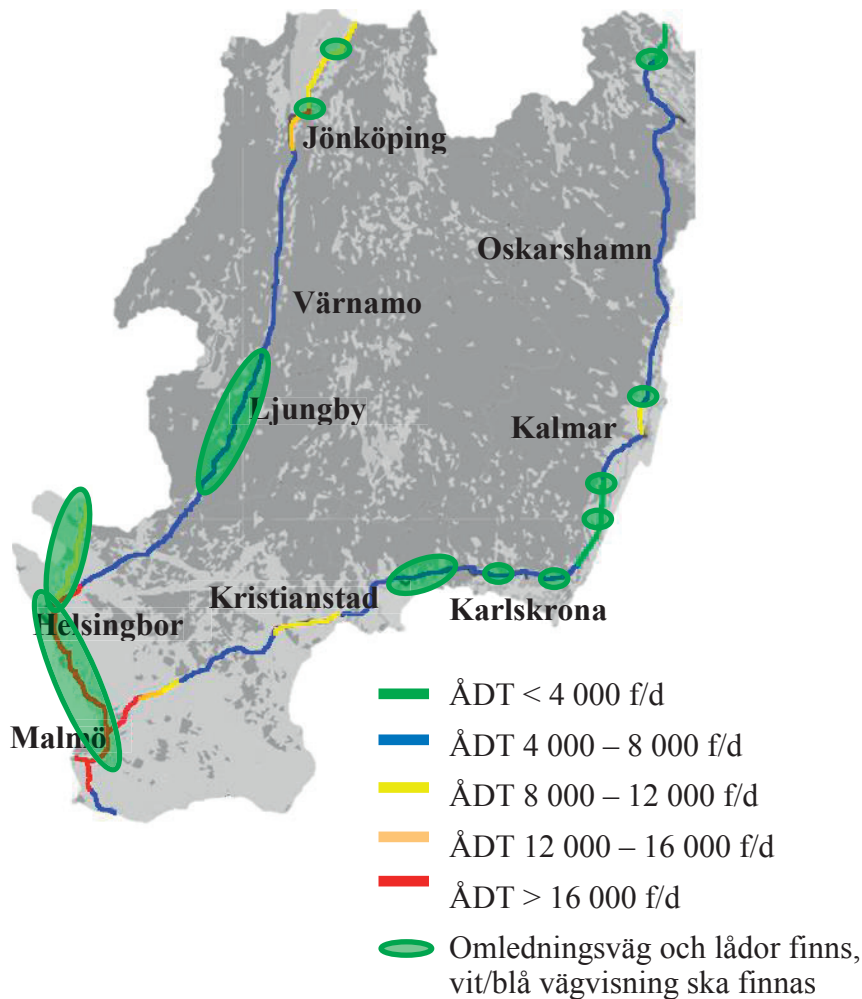 Jönköping
Oskarshamn
Värnamo
Ljungby
Kalmar
Kristianstad
Karlskrona
Helsingbor
Malmö
ÅDT < 4 000 f/d
ÅDT 4 000 – 8 000 f/d
ÅDT 8 000 – 12 000 f/d
ÅDT 12 000 – 16 000 f/d
ÅDT > 16 000 f/d
Omledningsväg och lådor finns,
vit/blå vägvisning ska finnas